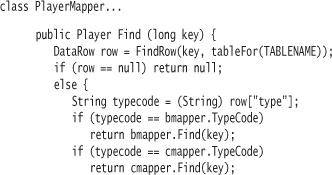 class PlayerMapper...
public Player Find (long key) {
DataRow row = FindRow(key, tableFor(TABLENAME));
if (row == null) return null;
else {
String typecode = (String) row["type"];
if (typecode == bmapper.TypeCode)
return bmapper.Find(key);
if (typecode == cmapper.TypeCode)
return cmapper.Find(key);